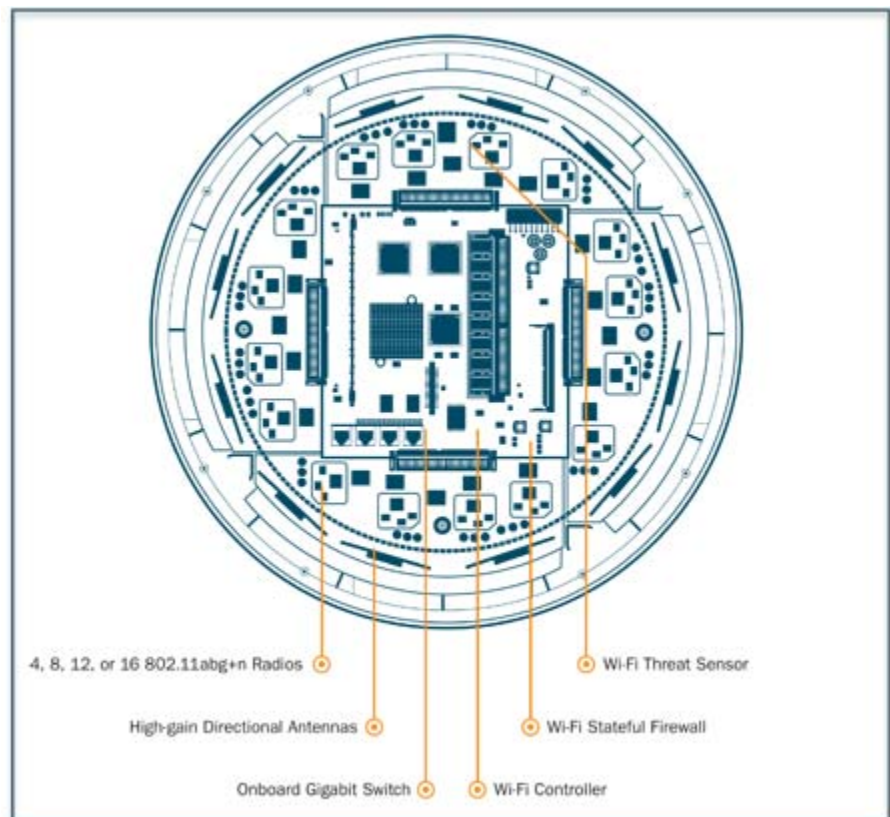 4, 8, 12, or 16 802.11abg+n Radios
Wi-Fi Threat Sensor
High-gain Directional Antennas
Wi-Fi Stateful Firewall
Onboard Gigabit Switch
Wi-Fi Controller